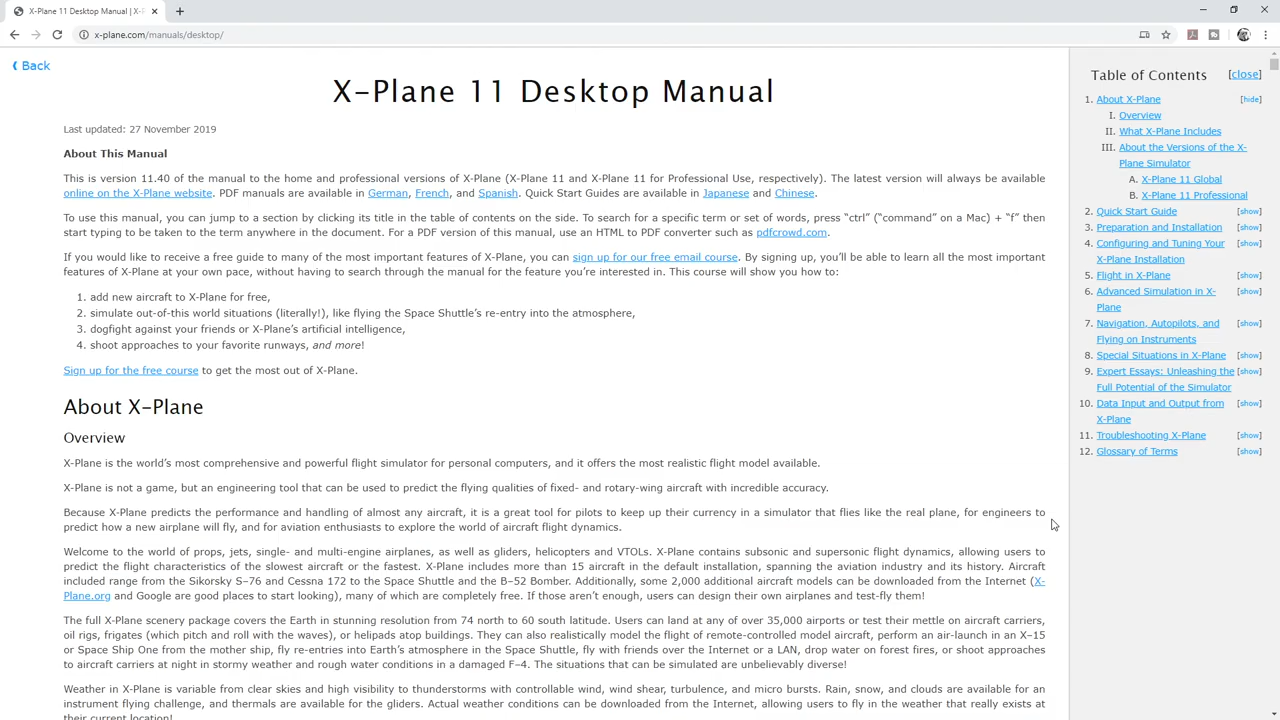 X-Plane 11 Desktop Manual | X-P
x-plane.com/manuals/desktop/
Back
X-Plane 11 Desktop Manual
Last updated: 27 November 2019
About This Manual
This is version 11.40 of the manual to the home and professional versions of X-Plane (X-Plane 11 and X-Plane 11 for Professional Use, respectively). The latest version will always be available
online on the X-Plane website. PDF manuals are available in German, French, and Spanish. Quick Start Guides are available in Japanese and Chinese.
To use this manual, you can jump to a section by clicking its title in the table of contents on the side. To search for a specific term or set of words, press “ctrl” (“command” on a Mac) + “f” then
start typing to be taken to the term anywhere in the document. For a PDF version of this manual, use an HTML to PDF converter such as pdfcrowd.com.
If you would like to receive a free guide to many of the most important features of X-Plane, you can sign up for our free email course. By signing up, you’ll be able to learn all the most important
features of X-Plane at your own pace, without having to search through the manual for the feature you’re interested in. This course will show you how to:
1. add new aircraft to X-Plane for free,
2. simulate out-of-this world situations (literally!), like flying the Space Shuttle’s re-entry into the atmosphere,
3. dogfight against your friends or X-Plane’s artificial intelligence,
4. shoot approaches to your favorite runways, and more!
Sign up for the free course to get the most out of X-Plane.
About X-Plane
Overview
X-Plane is the world’s most comprehensive and powerful flight simulator for personal computers, and it offers the most realistic flight model available.
X-Plane is not a game, but an engineering tool that can be used to predict the flying qualities of fixed- and rotary-wing aircraft with incredible accuracy.
Because X-Plane predicts the performance and handling of almost any aircraft, it is a great tool for pilots to keep up their currency in a simulator that flies like the real plane, for engineers to
predict how a new airplane will fly, and for aviation enthusiasts to explore the world of aircraft flight dynamics.
Welcome to the world of props, jets, single- and multi-engine airplanes, as well as gliders, helicopters and VTOLs. X-Plane contains subsonic and supersonic flight dynamics, allowing users to
predict the flight characteristics of the slowest aircraft or the fastest. X-Plane includes more than 15 aircraft in the default installation, spanning the aviation industry and its history. Aircraft
included range from the Sikorsky S–76 and Cessna 172 to the Space Shuttle and the B–52 Bomber. Additionally, some 2,000 additional aircraft models can be downloaded from the Internet (X-
Plane.org and Google are good places to start looking), many of which are completely free. If those aren’t enough, users can design their own airplanes and test-fly them!
The full X-Plane scenery package covers the Earth in stunning resolution from 74 north to 60 south latitude. Users can land at any of over 35,000 airports or test their mettle on aircraft carriers,
oil rigs, frigates (which pitch and roll with the waves), or helipads atop buildings. They can also realistically model the flight of remote-controlled model aircraft, perform an air-launch in an X–15
or Space Ship One from the mother ship, fly re-entries into Earth’s atmosphere in the Space Shuttle, fly with friends over the Internet or a LAN, drop water on forest fires, or shoot approaches
to aircraft carriers at night in stormy weather and rough water conditions in a damaged F–4. The situations that can be simulated are unbelievably diverse!
Weather in X-Plane is variable from clear skies and high visibility to thunderstorms with controllable wind, wind shear, turbulence, and micro bursts. Rain, snow, and clouds are available for an
instrument flying challenge, and thermals are available for the gliders. Actual weather conditions can be downloaded from the Internet, allowing users to fly in the weather that really exists at
their current location!
Table of Contents [close]
1. About X-Plane [hide]
I. Overview
II. What X-Plane Includes
III. About the Versions of the X-
Plane Simulator
A. X-Plane 11 Global
B. X-Plane 11 Professional
2. Quick Start Guide [show]
3. Preparation and Installation [show]
4. Configuring and Tuning Your [show]
X-Plane Installation
5. Flight in X-Plane [show]
6. Advanced Simulation in X- [show]
Plane
7. Navigation, Autopilots, and [show]
Flying on Instruments
8. Special Situations in X-Plane [show]
9. Expert Essays: Unleashing the [show]
Full Potential of the Simulator
10. Data Input and Output from [show]
X-Plane
11. Troubleshooting X-Plane [show]
12. Glossary of Terms [show]